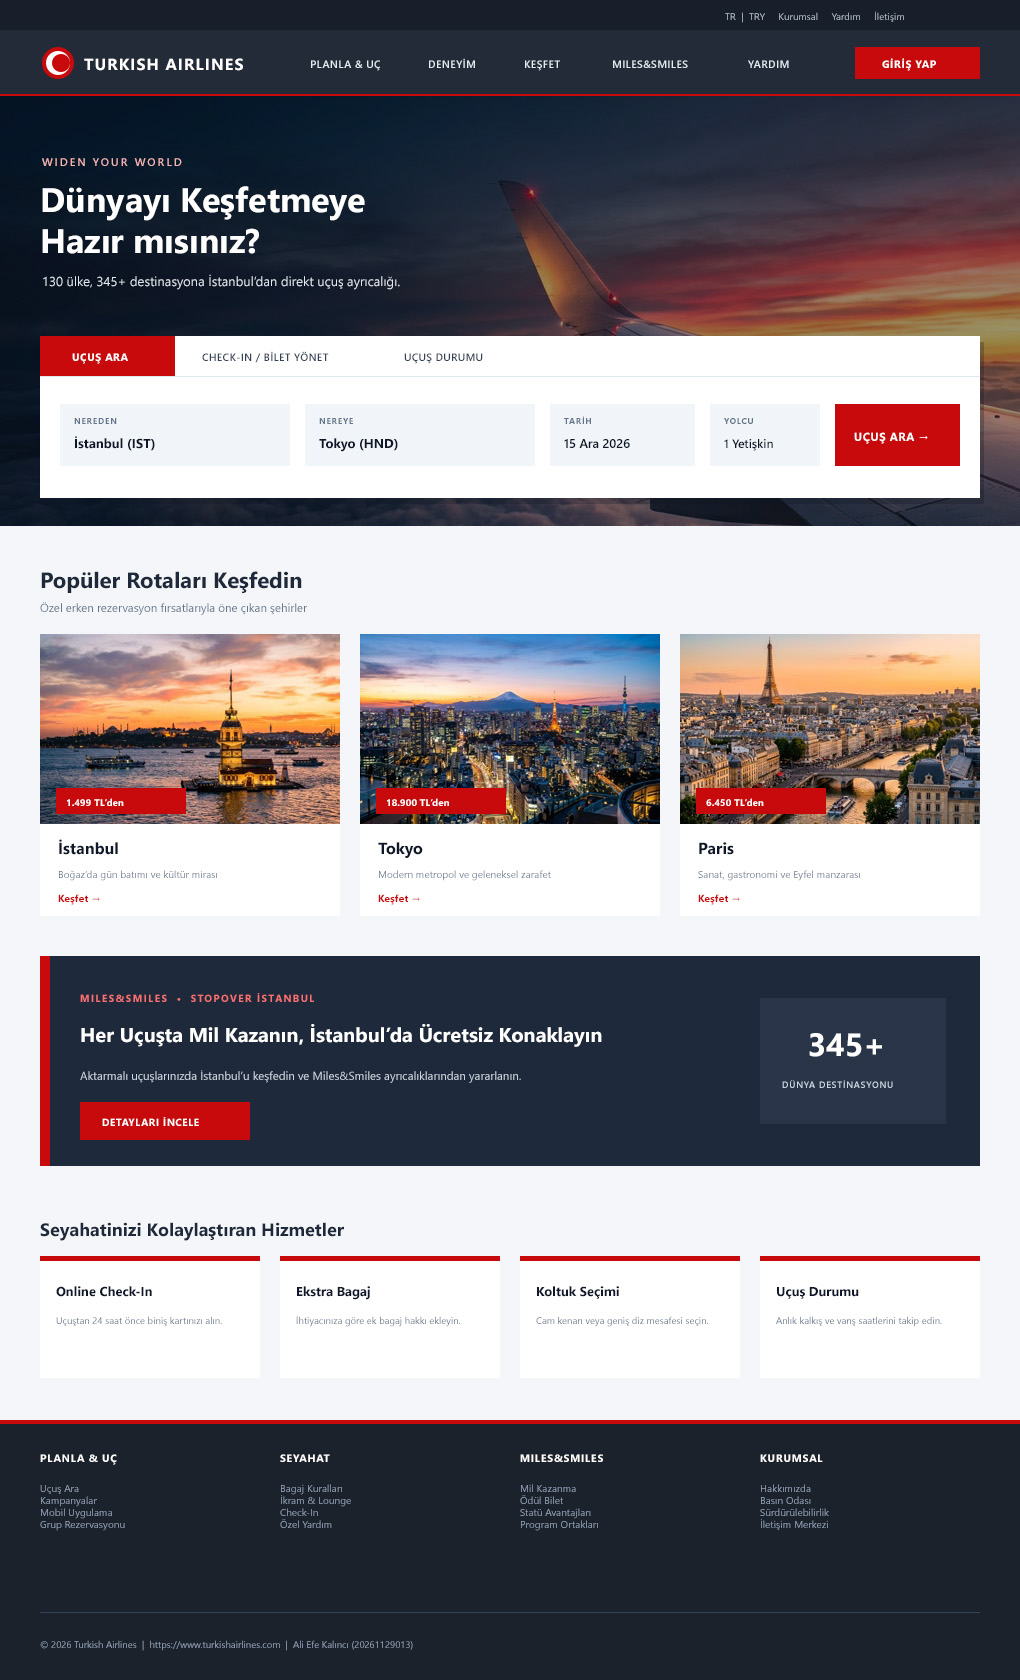 TR | TRY Kurumsal Yardım İletişim
TURKISH AIRLINES
PLANLA & UÇ DENEYİM KEŞFET MILES&SMILES YARDIM GİRİŞ YAP
WIDEN YOUR WORLD
Dünyayı Keşfetmeye
Hazır mısınız?
130 ülke, 345+ destinasyona İstanbul'dan direkt uçuş ayrıcalığı.
UÇUŞ ARA CHECK-IN / BİLET YÖNET UÇUŞ DURUMU
NEREDEN
İstanbul (IST)
NEREYE
Tokyo (HND)
TARİH
15 Ara 2026
YOLCU
1 Yetişkin
UÇUŞ ARA →
Popüler Rotaları Keşfedin
Özel erken rezervasyon fırsatlarıyla öne çıkan şehirler
1.499 TL'den
İstanbul
Boğaz'da gün batımı ve kültür mirası
Keşfet →
18.900 TL'den
Tokyo
Modern metropol ve geleneksel zarafet
Keşfet →
6.450 TL'den
Paris
Sanat, gastronomi ve Eyfel manzarası
Keşfet →
MILES&SMILES • STOPOVER İSTANBUL
Her Uçuşta Mil Kazanın, İstanbul'da Ücretsiz Konaklayın
Aktarmalı uçuşlarınızda İstanbul'u keşfedin ve Miles&Smiles ayrıcalıklarından yararlanın.
DETAYLARI İNCELE
345+
DÜNYA DESTİNASYONU
Seyahatinizi Kolaylaştıran Hizmetler
Online Check-In
Uçuştan 24 saat önce biniş kartınızı alın.
Ekstra Bagaj
İhtiyacınıza göre ek bagaj hakkı ekleyin.
Koltuk Seçimi
Cam kenarı veya geniş diz mesafesi seçin.
Uçuş Durumu
Anlık kalkış ve varış saatlerini takip edin.
PLANLA & UÇ
Uçuş Ara
Kampanyalar
Mobil Uygulama
Grup Rezervasyonu
SEYAHAT
Bagaj Kuralları
İkram & Lounge
Check-In
Özel Yardım
MILES&SMILES
Mil Kazanma
Ödül Bilet
Statü Avantajları
Program Ortakları
KURUMSAL
Hakkımızda
Basın Odası
Sürdürülebilirlik
İletişim Merkezi
© 2026 Turkish Airlines | https://www.turkishairlines.com | Ali Efe Kalıncı (20261129013)